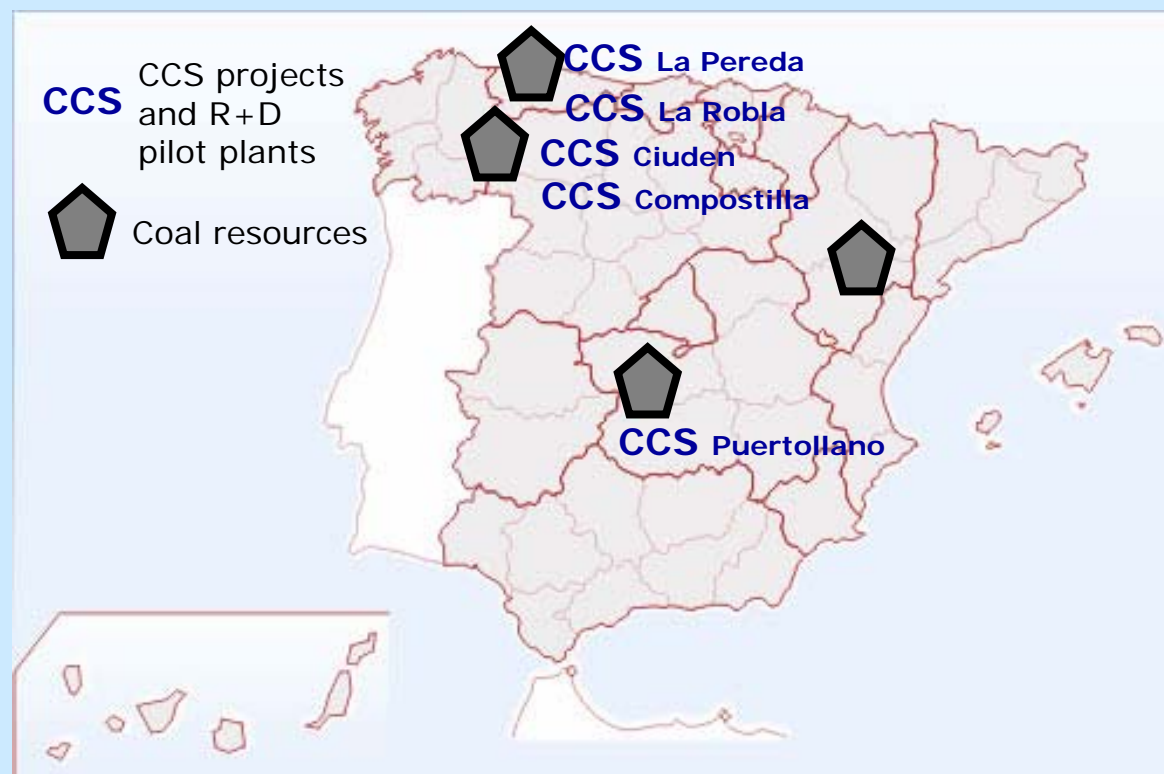 CCS
CCS projects
and R+D
pilot plants
Coal resources
CCS La Pereda
CCS La Robla
CCS Ciuden
CCS Compostilla
CCS Puertollano